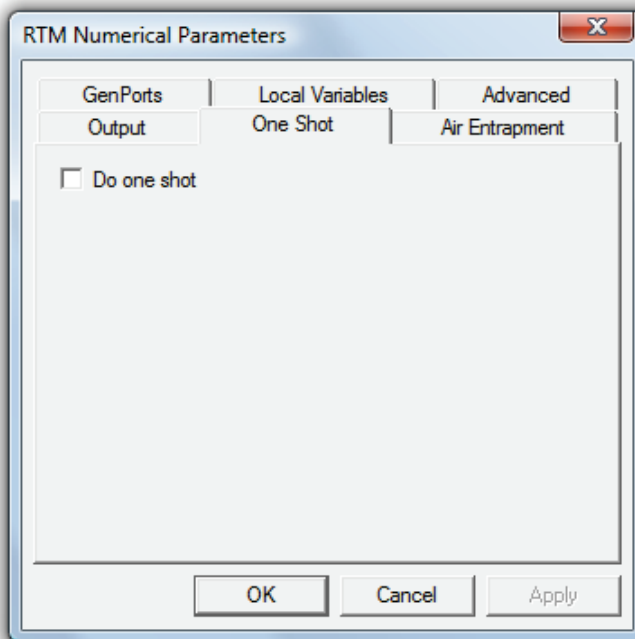 RTM Numerical Parameters
GenPorts Local Variables Advanced
Output One Shot Air Entrapment
Do one shot
OK Cancel Apply